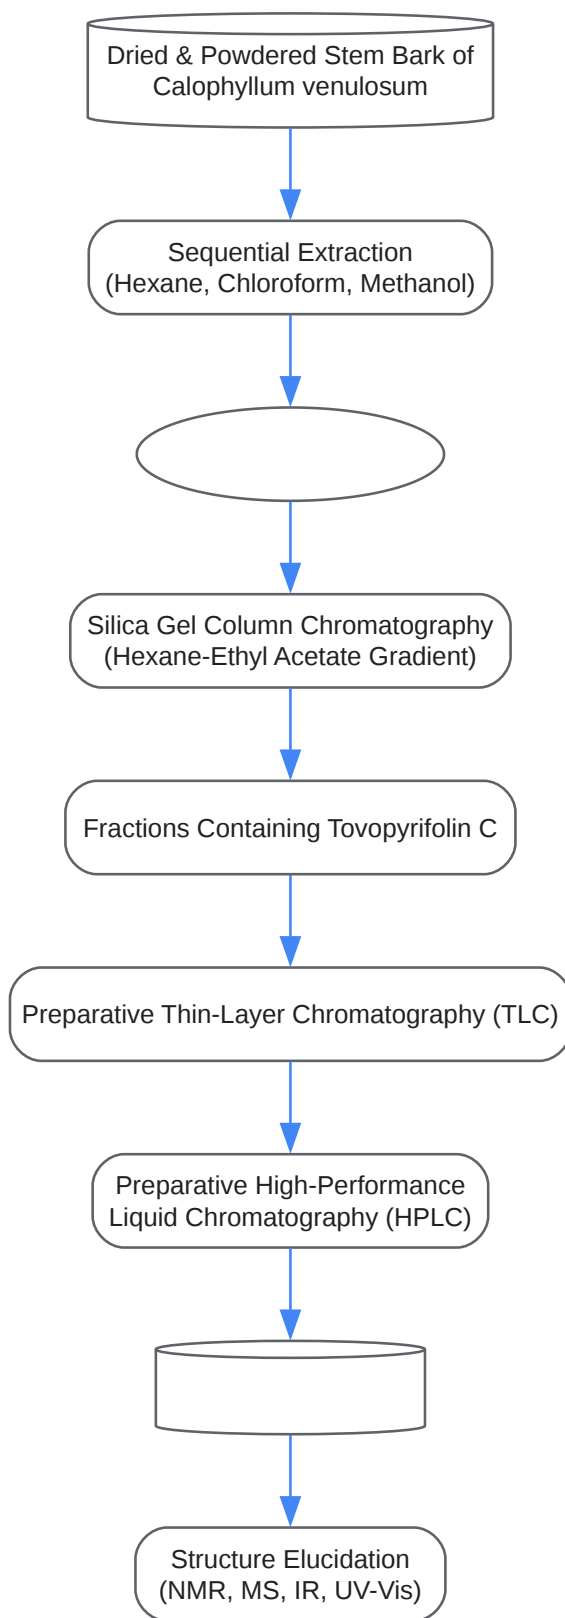 Dried & Powdered Stem Bark of
Calophyllum venulosum
Sequential Extraction
(Hexane, Chloroform, Methanol)
Silica Gel Column Chromatography
(Hexane-Ethyl Acetate Gradient)
Fractions Containing Tovopyrifolin C
Preparative Thin-Layer Chromatography (TLC)
Preparative High-Performance
Liquid Chromatography (HPLC)
Structure Elucidation
(NMR, MS, IR, UV-Vis)